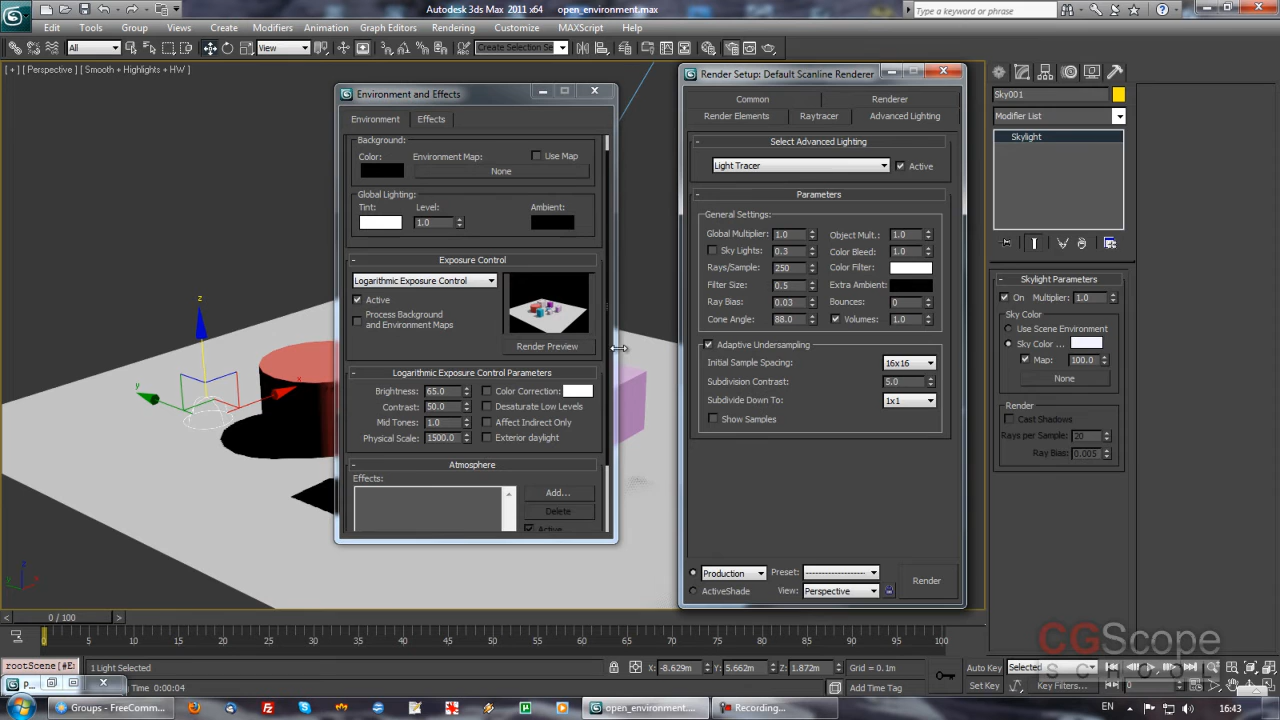 Autodesk 3ds Max 2011 x64 open_environment.max
Type a keyword or phrase
Edit Tools Group Views Create Modifiers Animation Graph Editors Rendering Customize MAXScript Help
All View Create Selection Se
[ + ] [ Perspective ] [ Smooth + Highlights + HW ]
Environment and Effects
Environment Effects
Background:
Color: Environment Map: Use Map
None
Global Lighting:
Tint: Level: Ambient:
1.0
Exposure Control
Logarithmic Exposure Control
Active
Process Background
and Environment Maps
Render Preview
Logarithmic Exposure Control Parameters
Brightness: 65.0 Color Correction:
Contrast: 50.0 Desaturate Low Levels
Mid Tones: 1.0 Affect Indirect Only
Physical Scale: 1500.0 Exterior daylight
Atmosphere
Effects:
Add...
Delete
Active
Render Setup: Default Scanline Renderer
Common Renderer
Render Elements Raytracer Advanced Lighting
Select Advanced Lighting
Light Tracer Active
Parameters
General Settings:
Global Multiplier: 1.0 Object Mult.: 1.0
Sky Lights: 0.3 Color Bleed: 1.0
Rays/Sample: 250 Color Filter:
Filter Size: 0.5 Extra Ambient:
Ray Bias: 0.03 Bounces: 0
Cone Angle: 88.0 Volumes: 1.0
Adaptive Undersampling
Initial Sample Spacing: 16x16
Subdivision Contrast: 5.0
Subdivide Down To: 1x1
Show Samples
Production Preset: --------------------
ActiveShade View: Perspective
Render
Sky001
Modifier List
Skylight
Skylight Parameters
On Multiplier: 1.0
Sky Color
Use Scene Environment
Sky Color ...
Map: 100.0
None
Render
Cast Shadows
Rays per Sample: 20
Ray Bias: 0.005
z
x
y
z
y x
0 / 100
0 5 10 15 20 25 30 35 40 45 50 55 60 65 70 75 80 85 90 95 100
CGScope
SCHOOL
rootScene[#E:
1 Light Selected X: -8.629m Y: 5.662m Z: 1.872m Grid = 0.1m Auto Key Selected
Time 0:00:04 Add Time Tag Set Key Key Filters... 0
Groups - FreeComm... open_environment.... Recording... EN 16:43